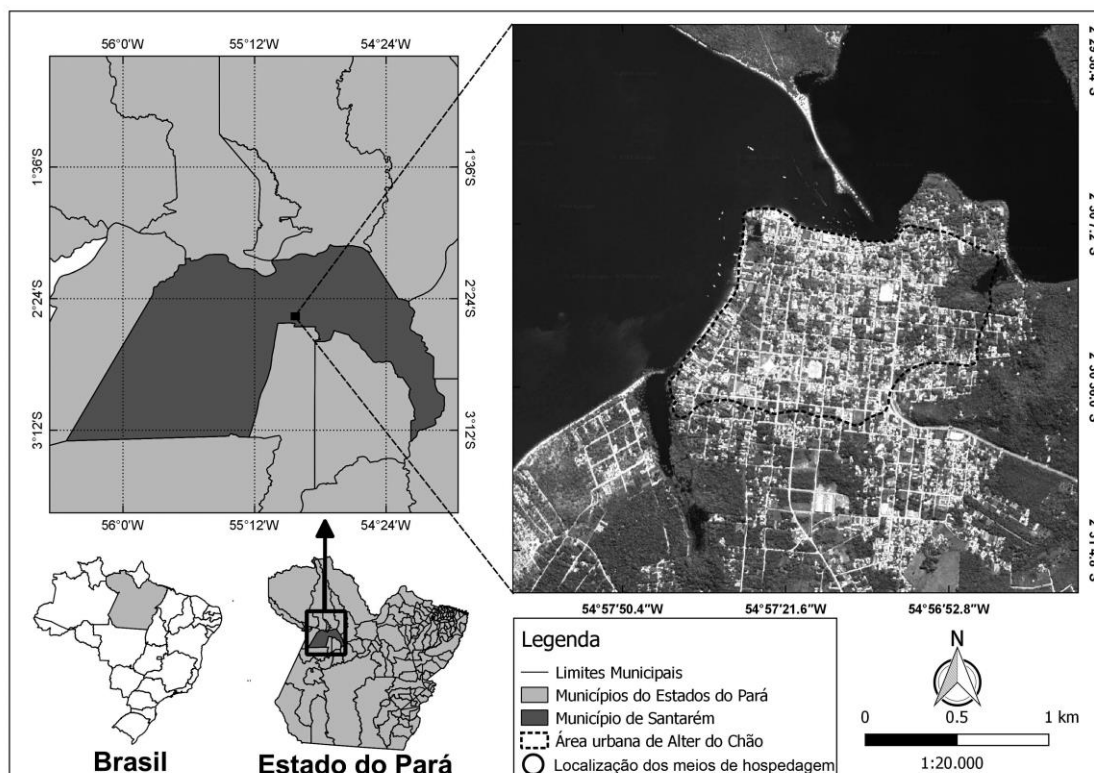 56°0'W 55°12'W 54°24'W
1°36'S 1°36'S
2°24'S 2°24'S
3°12'S 3°12'S
56°0'W 55°12'W 54°24'W
54°57'50.4"W 54°57'21.6"W 54°56'52.8"W
Brasil
Estado do Pará
Legenda
Limites Municipais
Municípios do Estados do Pará
Município de Santarém
Área urbana de Alter do Chão
Localização dos meios de hospedagem
N
0 0.5 1 km
1:20.000